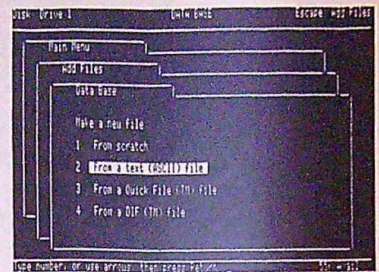 Disk: Drive 1 DATA BASE Escape: Add Files
Main Menu
Add Files
Data Base
Make a new file
1 From scratch
2 From a text (ASCII) file
3 From a Quick File (TM) file
4 From a DIF (TM) file
Type number, or use arrows, then press Return